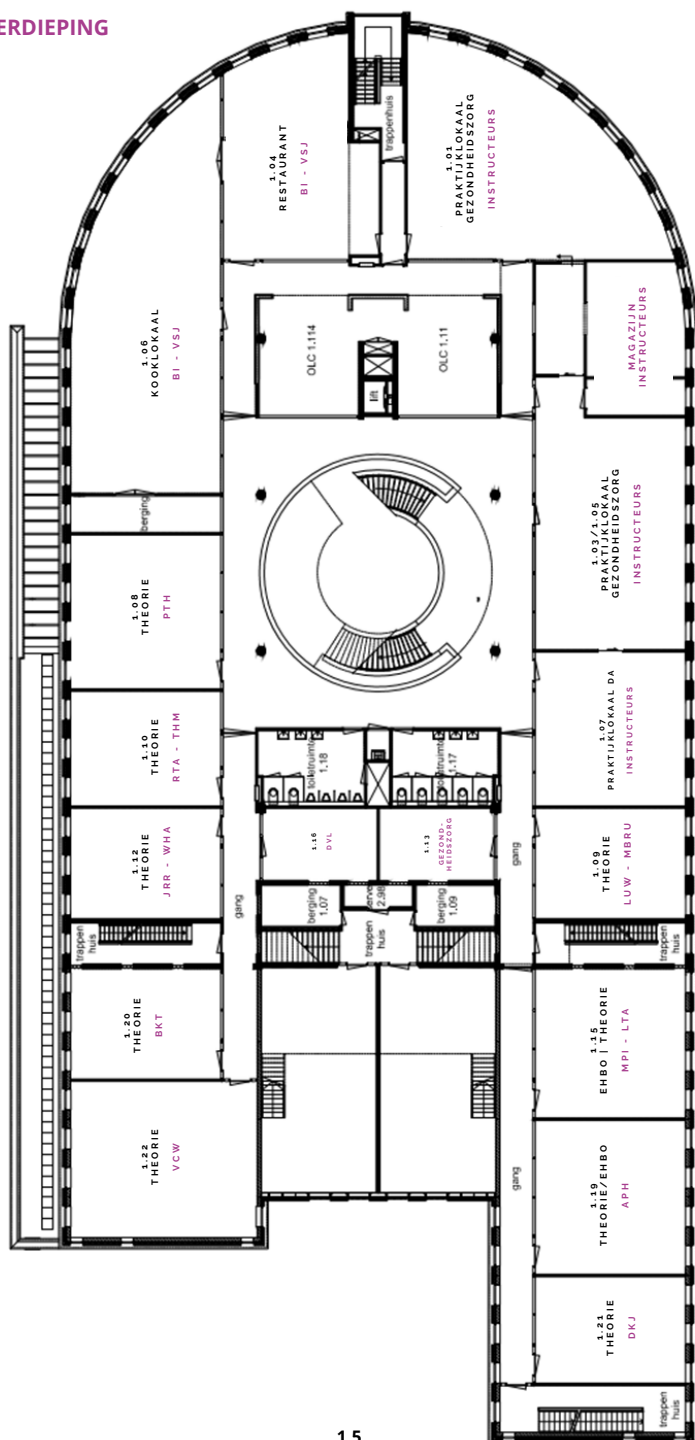 ERDIEPING
trappenhuis
1.04
RESTAURANT
BI - VSJ
1.01
PRAKTIJKLOKAAL
GEZONDHEIDSZORG
INSTRUCTEURS
1.06
KOOKLOKAAL
BI - VSJ
OLC 1.114
OLC 1.11
lift
MAGAZIJN
INSTRUCTEURS
berging
1.03/1.05
PRAKTIJKLOKAAL
GEZONDHEIDSZORG
INSTRUCTEURS
1.08
THEORIE
PTH
1.10
THEORIE
RTA - THM
toiletruimte
1.18
toiletruimte
1.17
1.07
PRAKTIJKLOKAAL DA
INSTRUCTEURS
1.12
THEORIE
JRR - WHA
1.16
DVL
1.13
GEZOND-
HEIDSZORG
gang
1.09
THEORIE
LUW - MBRU
gang
berging
1.07
2.98
berging
1.09
trappen
huis
trappen
huis
trappen
huis
1.20
THEORIE
BKT
1.15
EHBO | THEORIE
MPI - LTA
1.22
THEORIE
VCW
gang
1.19
THEORIE/EHBO
APH
1.21
THEORIE
DKJ
trappen
huis
15